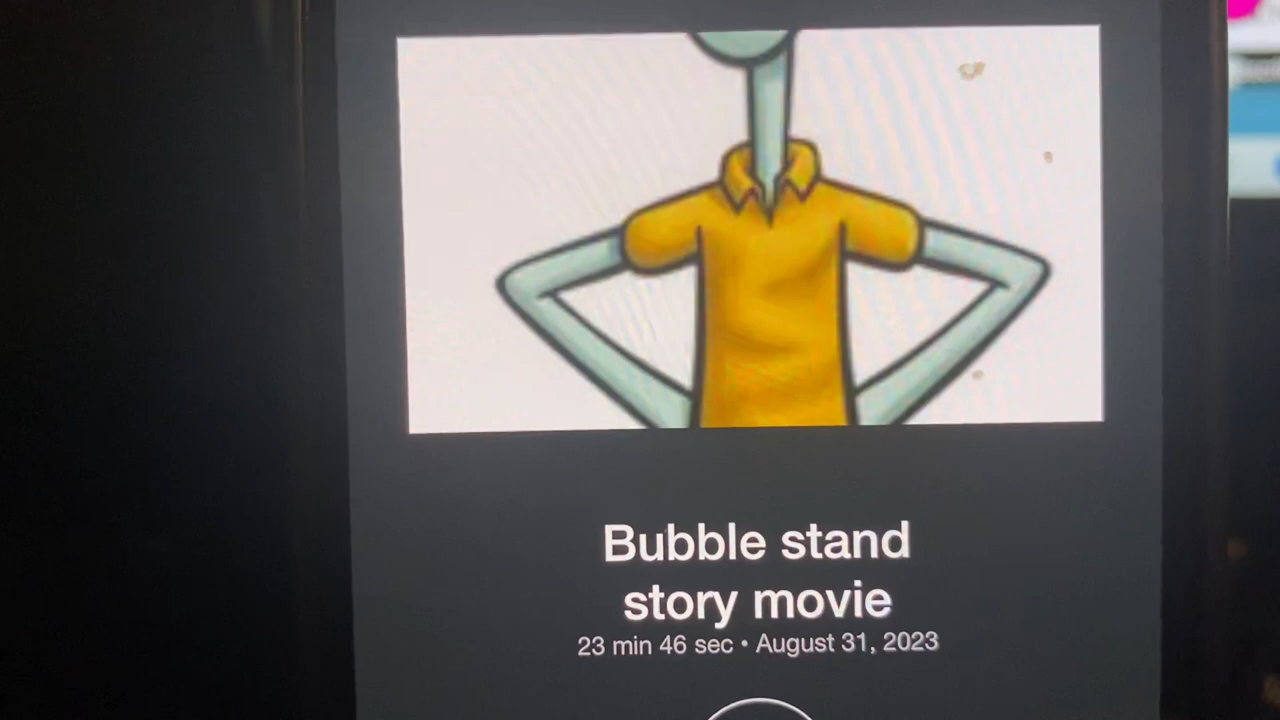 Bubble stand
story movie
23 min 46 sec • August 31, 2023